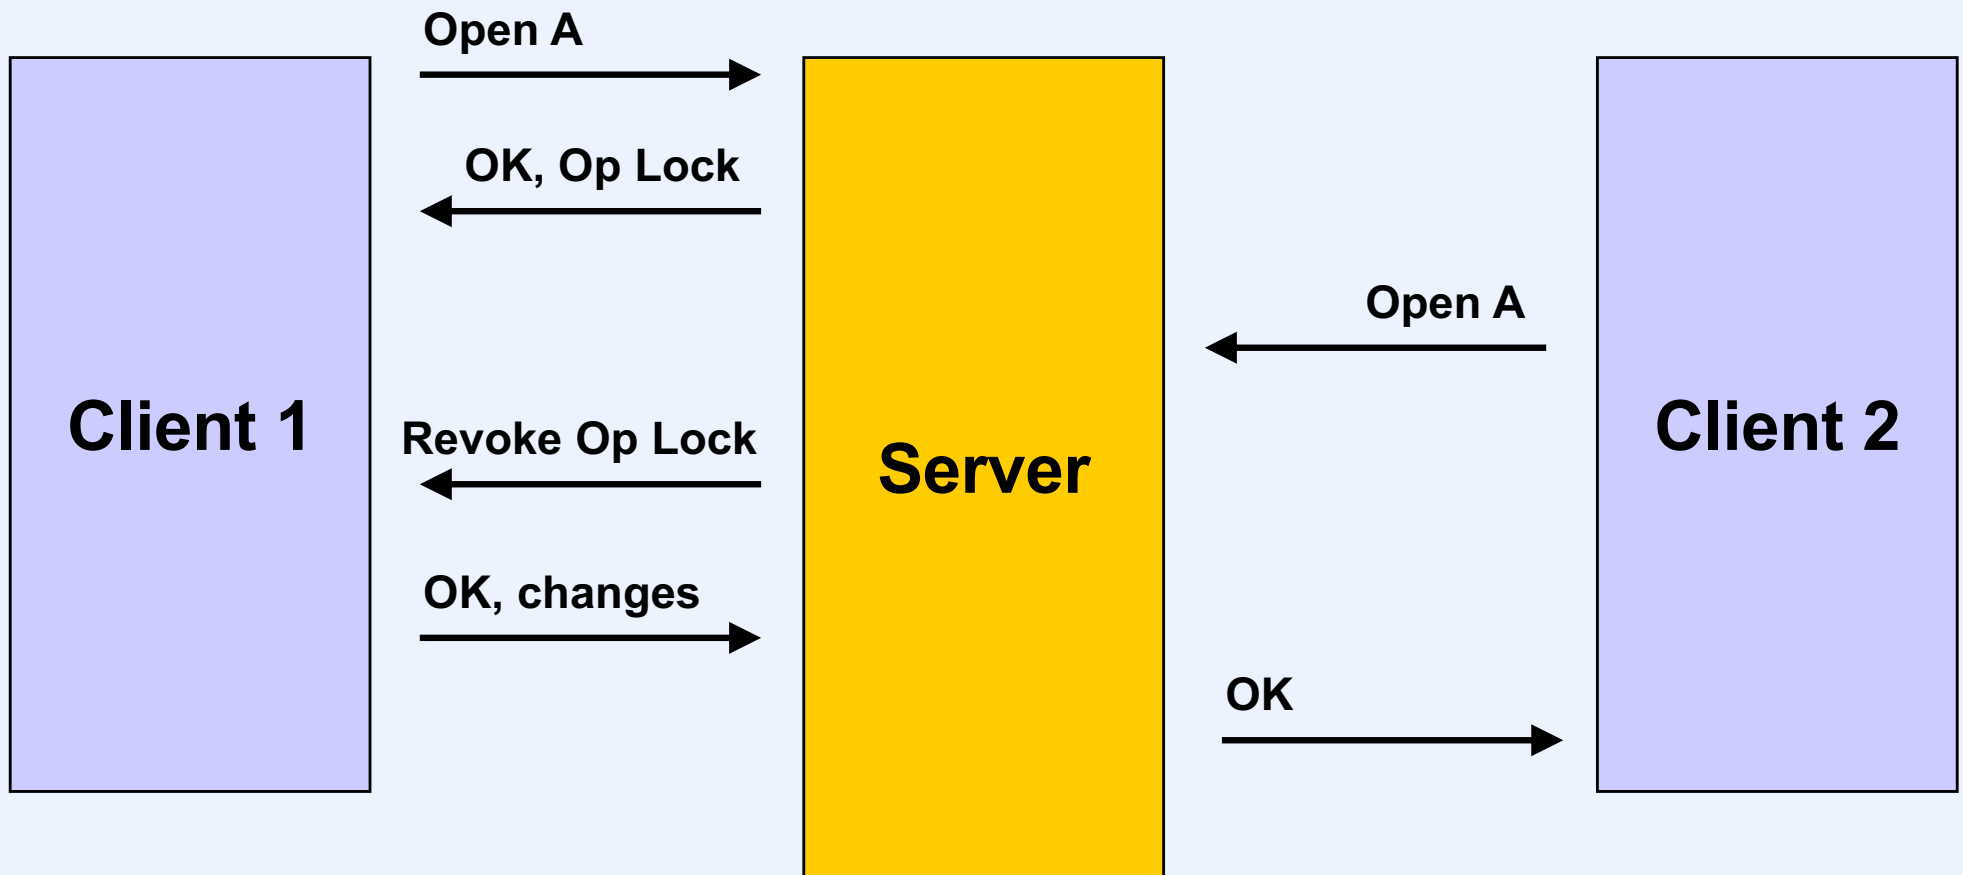 Open A
OK, Op Lock
Open A
Client 1
Client 2
Revoke Op Lock
Server
OK, changes
OK